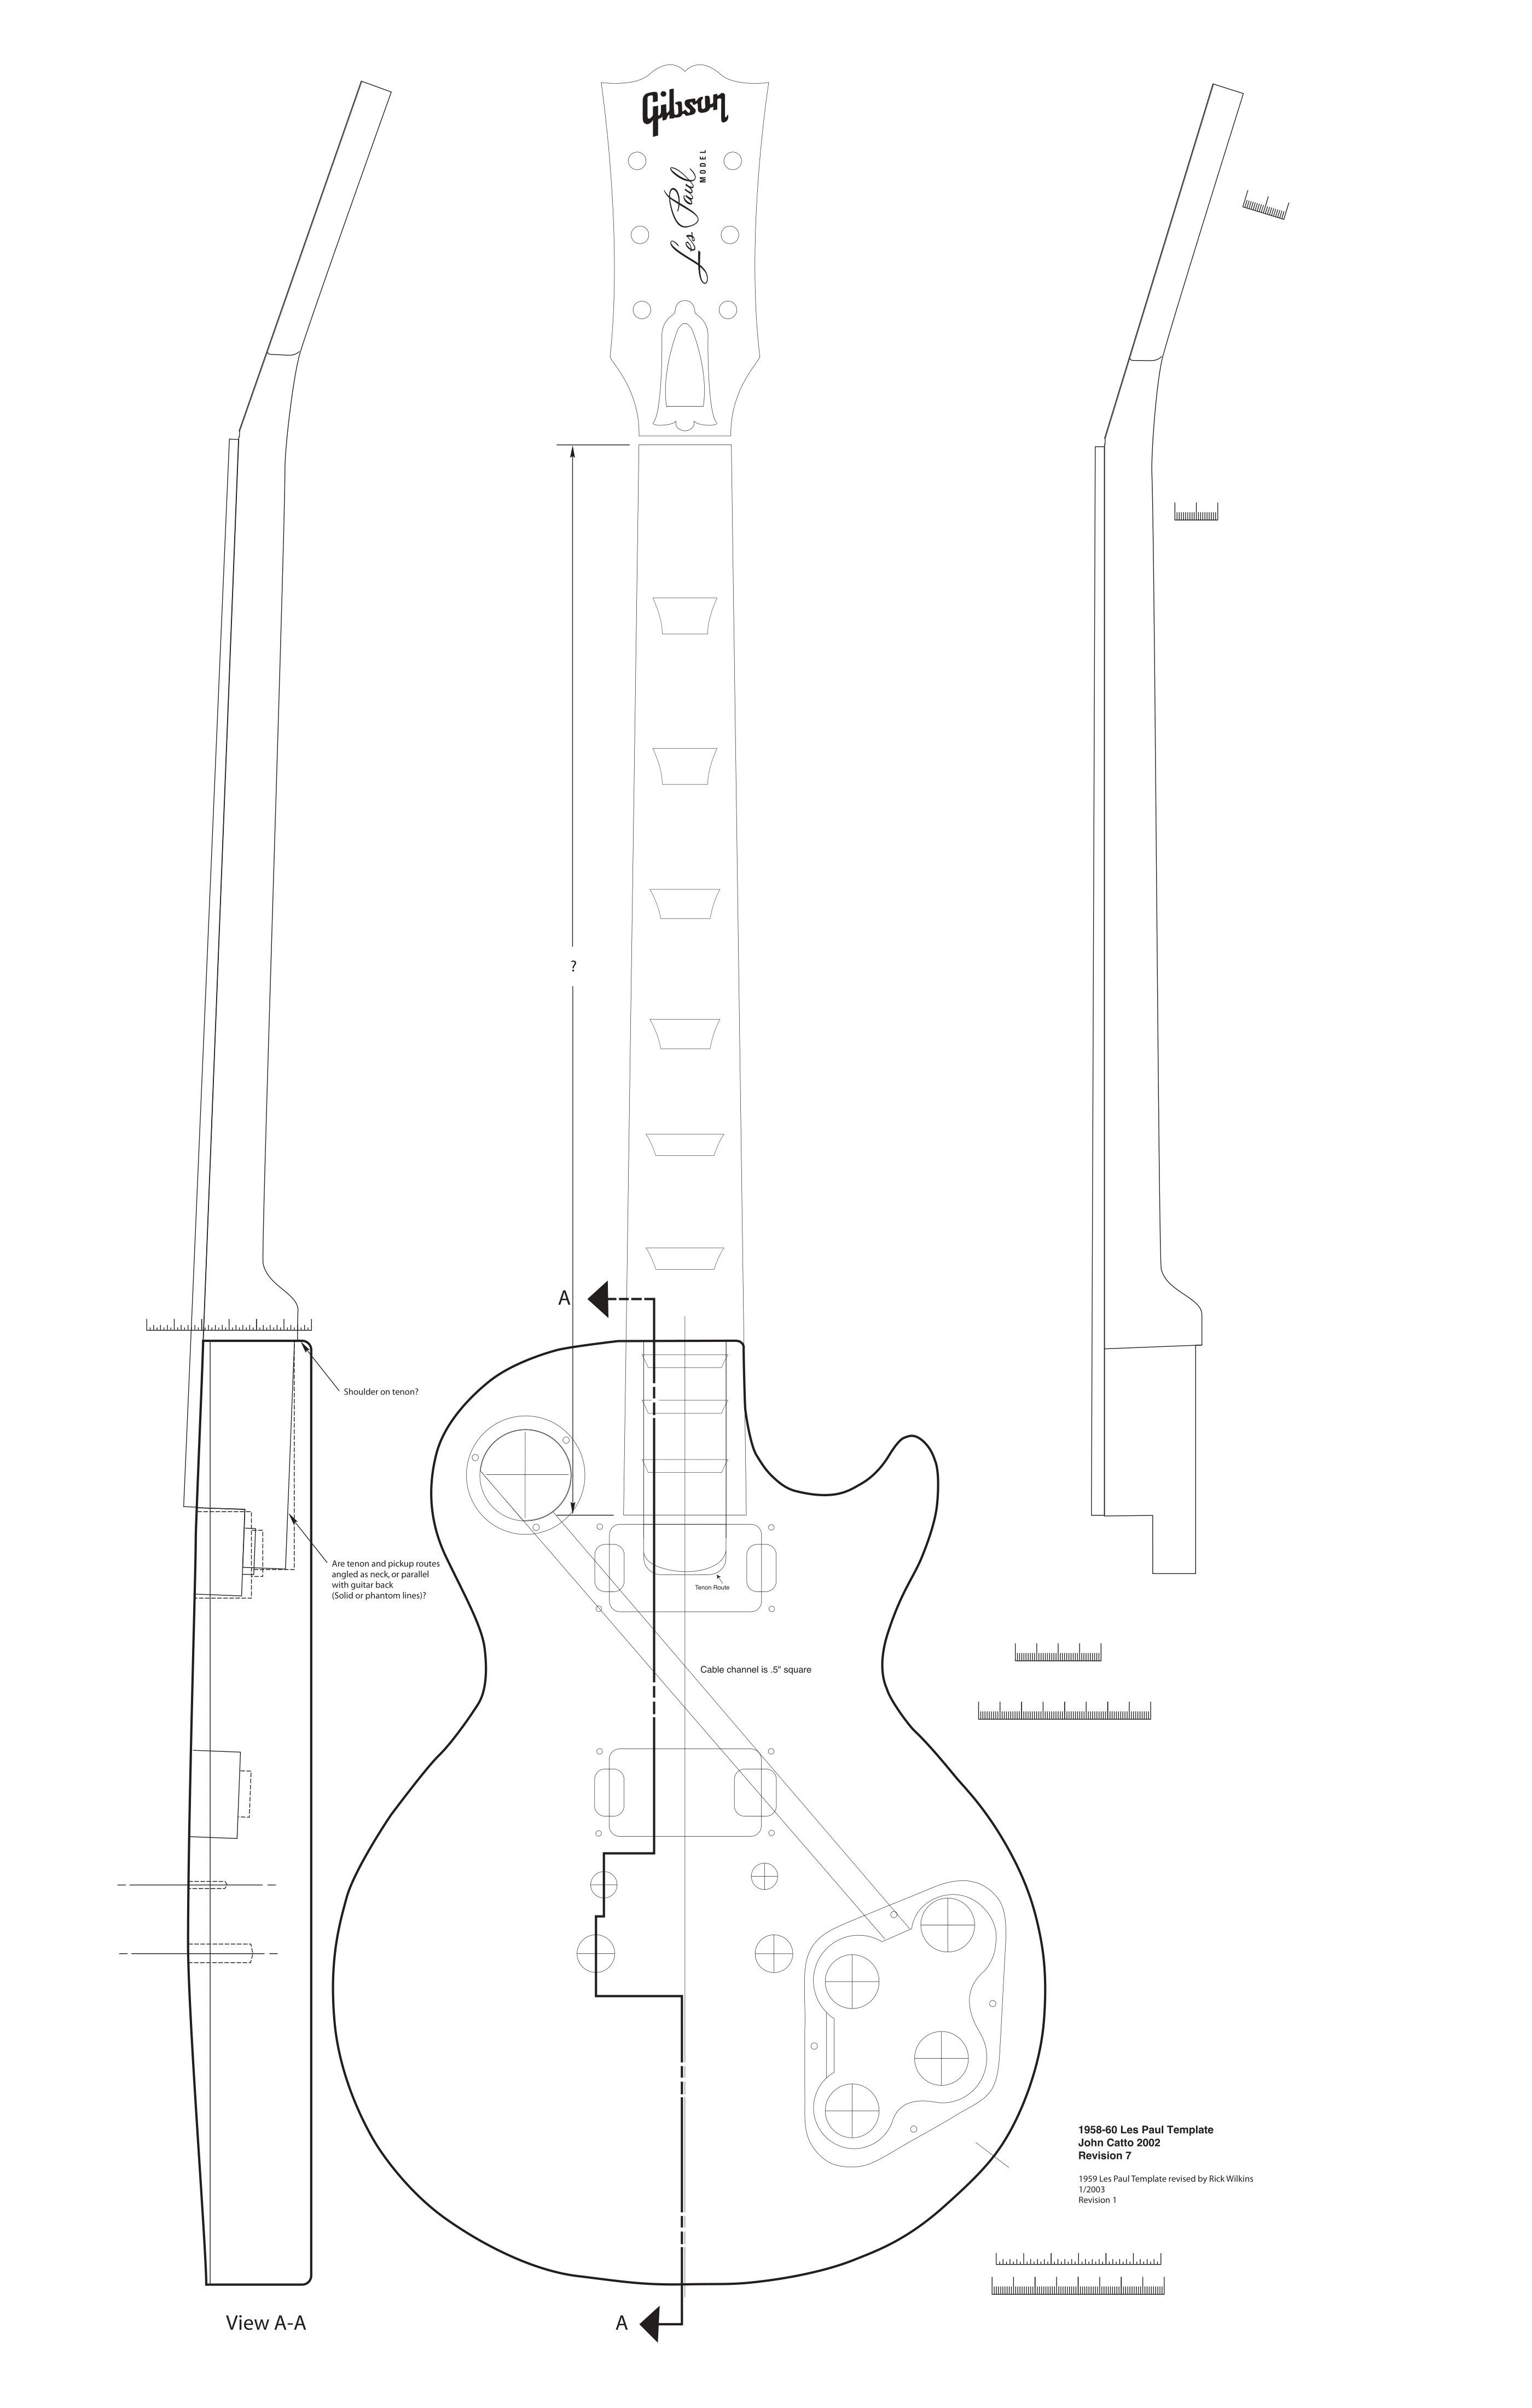 Gibson
Les Paul
MODEL
?
A
Shoulder on tenon?
Are tenon and pickup routes
angled as neck, or parallel
with guitar back
(Solid or phantom lines)?
Tenon Route
Cable channel is .5" square
1958-60 Les Paul Template
John Catto 2002
Revision 7
1959 Les Paul Template revised by Rick Wilkins
1/2003
Revision 1
View A-A
A